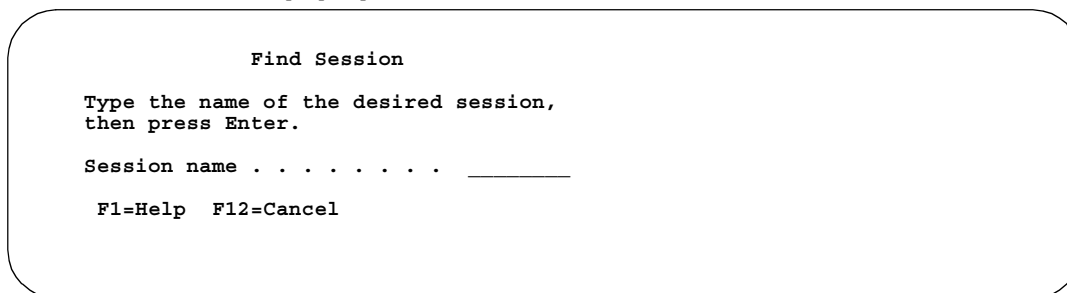 Find Session
Type the name of the desired session,
then press Enter.
Session name . . . . . . . . ________
F1=Help F12=Cancel